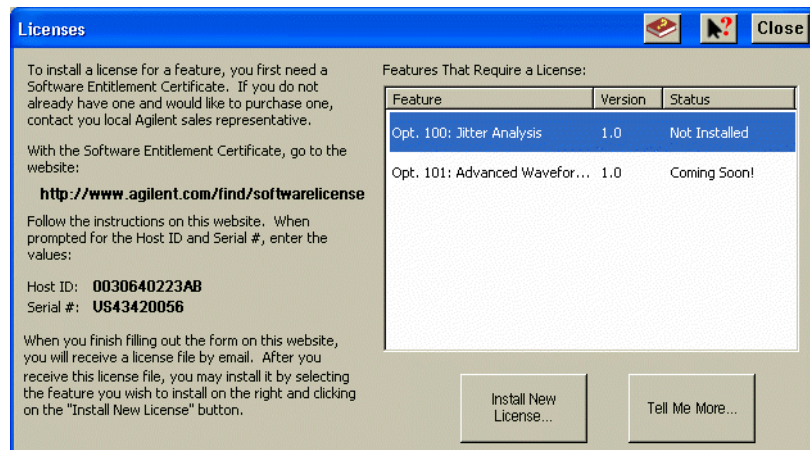 Licenses
Close
To install a license for a feature, you first need a
Software Entitlement Certificate. If you do not
already have one and would like to purchase one,
contact you local Agilent sales representative.
With the Software Entitlement Certificate, go to the
website:
http://www.agilent.com/find/softwarelicense
Follow the instructions on this website. When
prompted for the Host ID and Serial #, enter the
values:
Host ID: 0030640223AB
Serial #: US43420056
When you finish filling out the form on this website,
you will receive a license file by email. After you
receive this license file, you may install it by selecting
the feature you wish to install on the right and clicking
on the "Install New License" button.
Features That Require a License:
Feature Version Status
Opt. 100: Jitter Analysis 1.0 Not Installed
Opt. 101: Advanced Wavefor... 1.0 Coming Soon!
Install New
License...
Tell Me More...